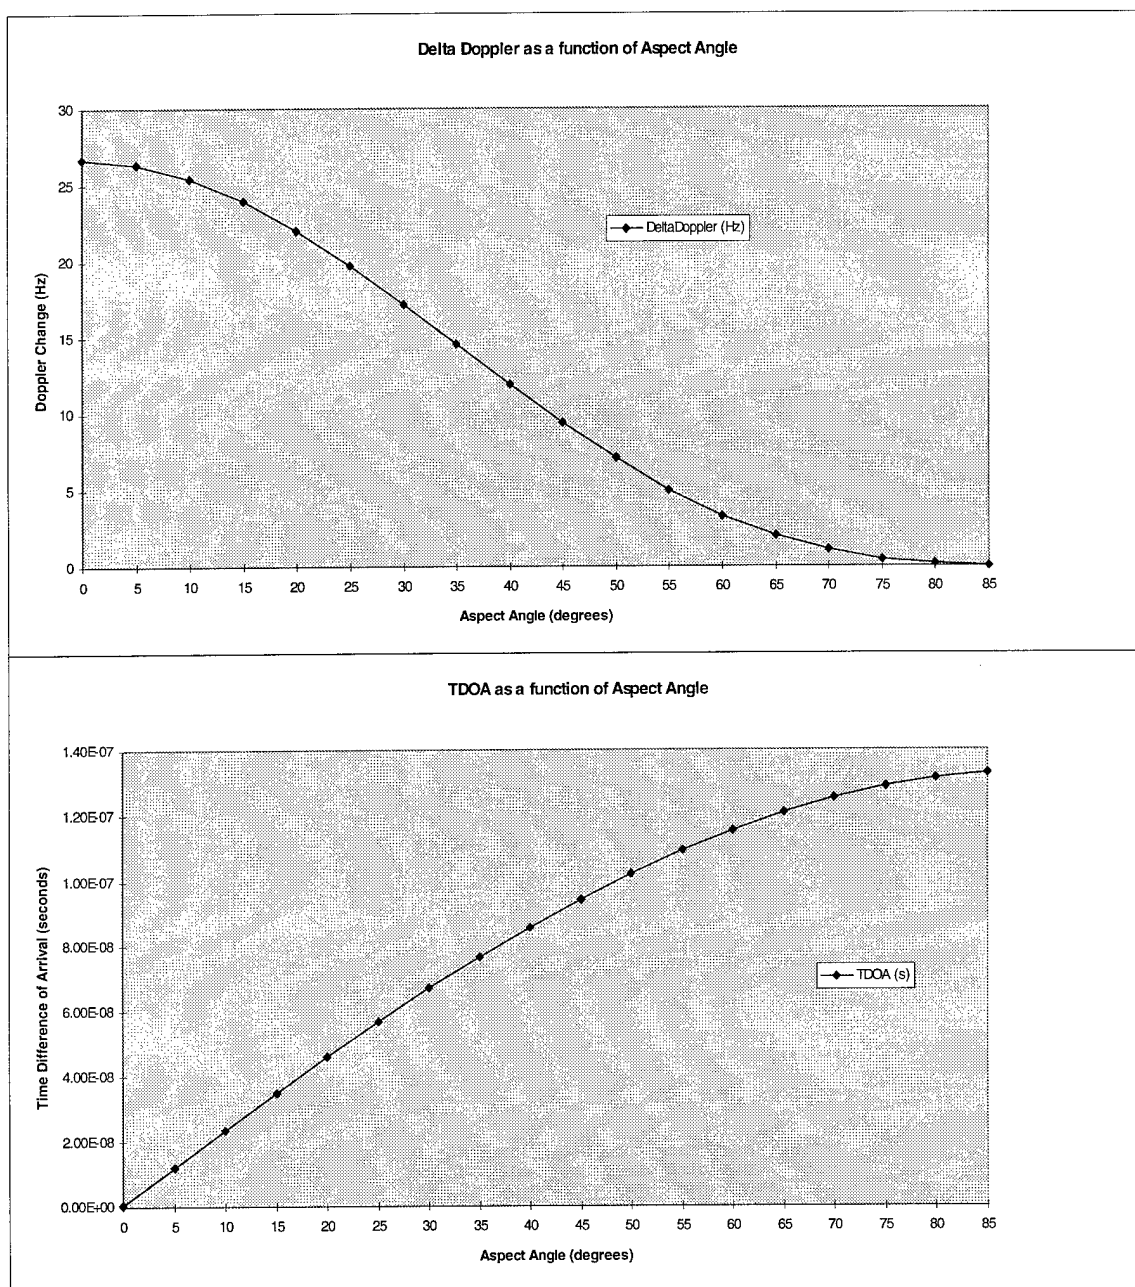 Delta Doppler as a function of Aspect Angle
30
25
20
15
10
5
0
Doppler Change (Hz)
DeltaDoppler (Hz)
0 5 10 15 20 25 30 35 40 45 50 55 60 65 70 75 80 85
Aspect Angle (degrees)
TDOA as a function of Aspect Angle
1.40E-07
1.20E-07
1.00E-07
8.00E-08
6.00E-08
4.00E-08
2.00E-08
0.00E+00
Time Difference of Arrival (seconds)
TDOA (s)
0 5 10 15 20 25 30 35 40 45 50 55 60 65 70 75 80 85
Aspect Angle (degrees)